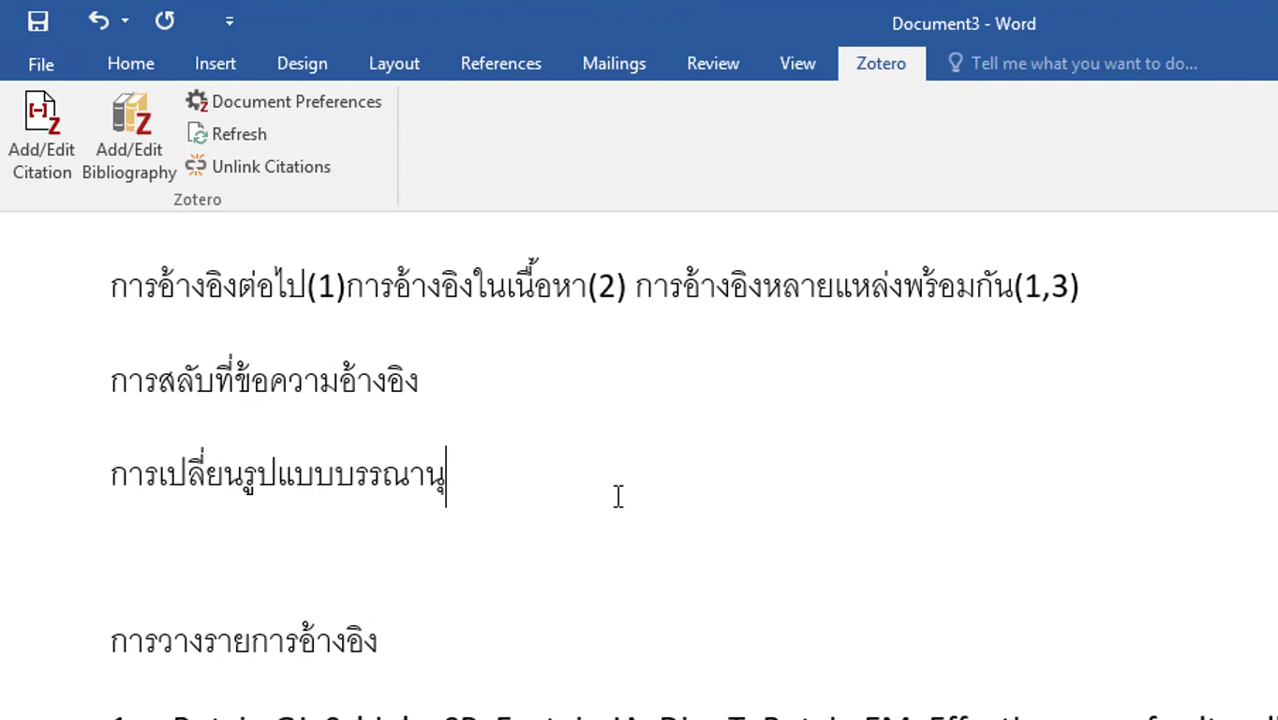 Document3 - Word
File Home Insert Design Layout References Mailings Review View Zotero Tell me what you want to do...
Add/Edit Citation
Add/Edit Bibliography
Document Preferences
Refresh
Unlink Citations
Zotero
การอ้างอิงต่อไป(1)การอ้างอิงในเนื้อหา(2) การอ้างอิงหลายแหล่งพร้อมกัน(1,3)
การสลับที่ข้อความอ้างอิง
การเปลี่ยนรูปแบบบรรณานุ
การวางรายการอ้างอิง